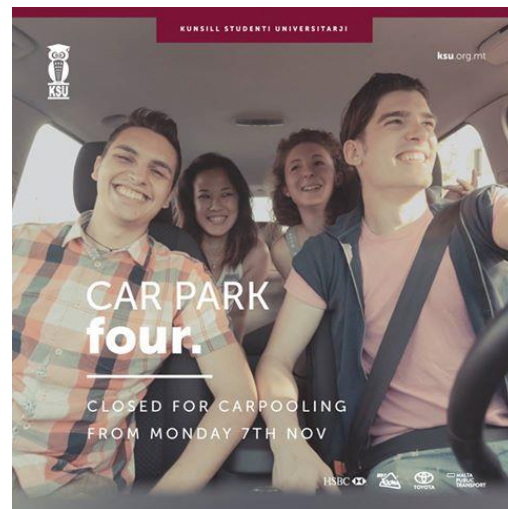 KUNSILL STUDENTI UNIVERSITARJI
ksu.org.mt
KSU
CAR PARK
four.
CLOSED FOR CARPOOLING
FROM MONDAY 7TH NOV
HSBC
TOYOTA
MALTA
PUBLIC
TRANSPORT